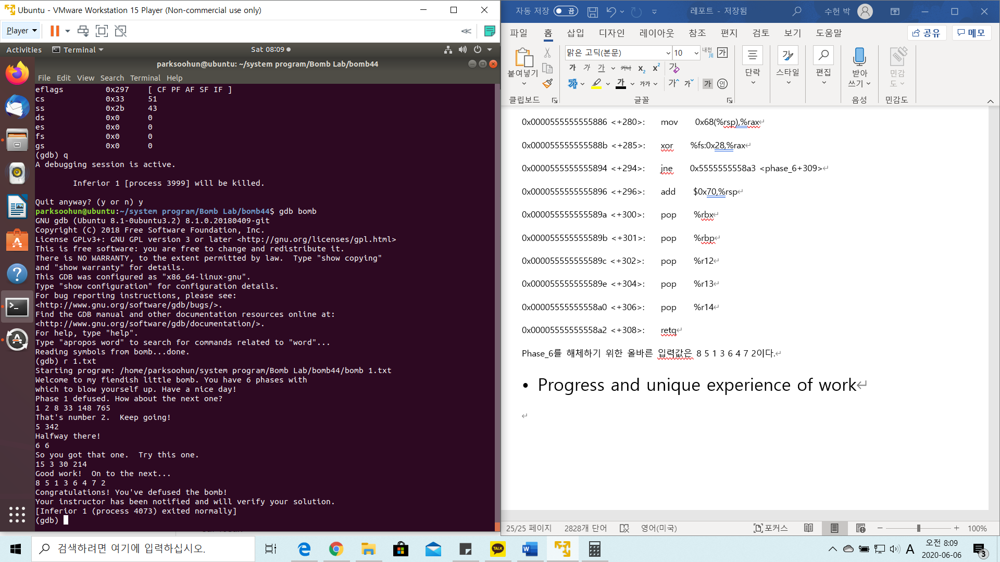 Ubuntu - VMware Workstation 15 Player (Non-commercial use only)
Player
Activities
Terminal
Sat 08:09
parksoohun@ubuntu: ~/system program/Bomb Lab/bomb44
File Edit View Search Terminal Help
eflags 0x297 [ CF PF AF SF IF ]
cs 0x33 51
ss 0x2b 43
ds 0x0 0
es 0x0 0
fs 0x0 0
gs 0x0 0
(gdb) q
A debugging session is active.
Inferior 1 [process 3999] will be killed.
Quit anyway? (y or n) y
parksoohun@ubuntu:~/system program/Bomb Lab/bomb44$ gdb bomb
GNU gdb (Ubuntu 8.1-0ubuntu3.2) 8.1.0.20180409-git
Copyright (C) 2018 Free Software Foundation, Inc.
License GPLv3+: GNU GPL version 3 or later <http://gnu.org/licenses/gpl.html>
This is free software: you are free to change and redistribute it.
There is NO WARRANTY, to the extent permitted by law.  Type "show copying"
and "show warranty" for details.
This GDB was configured as "x86_64-linux-gnu".
Type "show configuration" for configuration details.
For bug reporting instructions, please see:
<http://www.gnu.org/software/gdb/bugs/>.
Find the GDB manual and other documentation resources online at:
<http://www.gnu.org/software/gdb/documentation/>.
For help, type "help".
Type "apropos word" to search for commands related to "word"...
Reading symbols from bomb...done.
(gdb) r 1.txt
Starting program: /home/parksoohun/system program/Bomb Lab/bomb44/bomb 1.txt
Welcome to my fiendish little bomb. You have 6 phases with
which to blow yourself up. Have a nice day!
Phase 1 defused. How about the next one?
1 2 8 33 148 765
That's number 2.  Keep going!
5 342
Halfway there!
6 6
So you got that one.  Try this one.
15 3 30 214
Good work!  On to the next...
8 5 1 3 6 4 7 2
Congratulations! You've defused the bomb!
Your instructor has been notified and will verify your solution.
[Inferior 1 (process 4073) exited normally]
(gdb)
자동 저장 끔
레포트 - 저장됨
수헌 박
파일 홈 삽입 디자인 레이아웃 참조 편지 검토 보기 도움말
공유 메모
붙여넣기
맑은 고딕(본문) 10
내천
가
가 가 가 가나 x₂ x² 가
가 가 가가 가 가 가 인
단락
스타일
편집
받아
쓰기
민감
도
클립보드 글꼴 음성 민감도
0x0000555555555886 <+280>: mov 0x68(%rsp),%rax
0x000055555555588b <+285>: xor %fs:0x28,%rax
0x0000555555555894 <+294>: jne 0x5555555558a3 <phase_6+309>
0x0000555555555896 <+296>: add $0x70,%rsp
0x000055555555589a <+300>: pop %rbx
0x000055555555589b <+301>: pop %rbp
0x000055555555589c <+302>: pop %r12
0x000055555555589e <+304>: pop %r13
0x00005555555558a0 <+306>: pop %r14
0x00005555555558a2 <+308>: retq
Phase_6를 해체하기 위한 올바른 입력값은 8 5 1 3 6 4 7 2이다.
• Progress and unique experience of work
25/25 페이지 2828개 단어 영어(미국) 포커스 100%
검색하려면 여기에 입력하십시오.
TALK
A
오전 8:09
2020-06-06
3